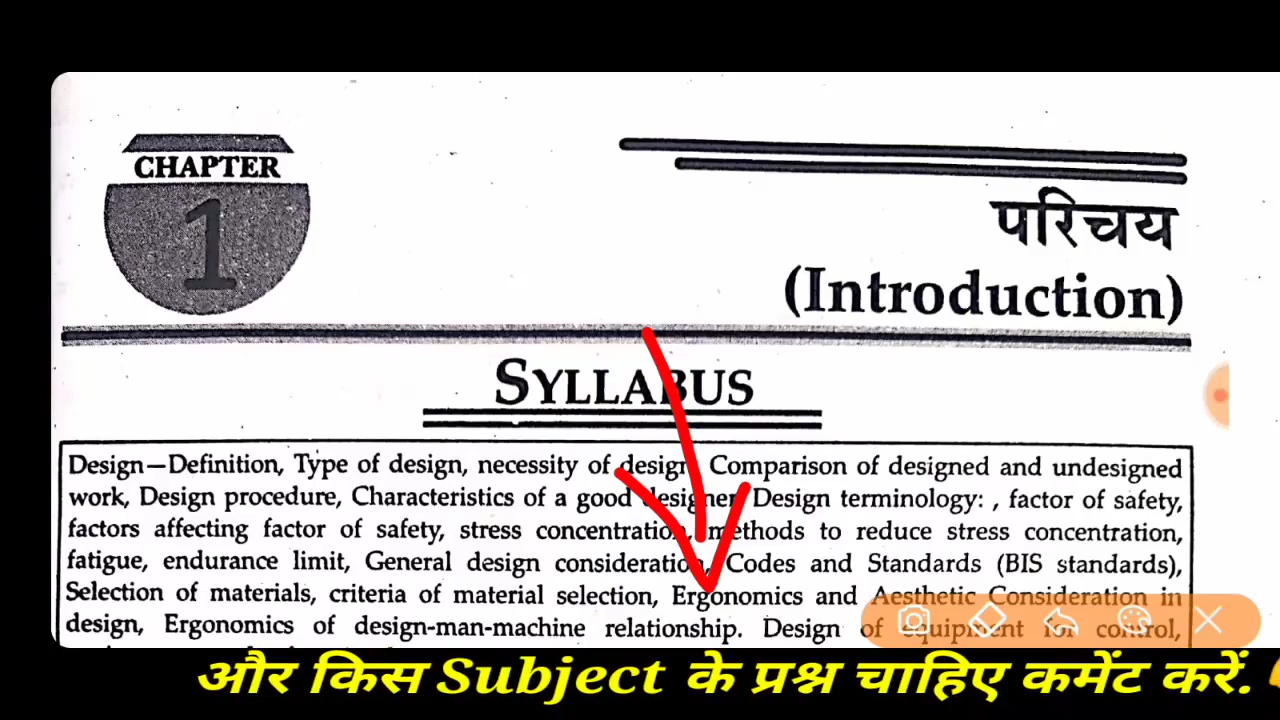 CHAPTER
1
परिचय
(Introduction)
SYLLABUS
Design—Definition, Type of design, necessity of design, Comparison of designed and undesigned
work, Design procedure, Characteristics of a good designer, Design terminology: , factor of safety,
factors affecting factor of safety, stress concentration, methods to reduce stress concentration,
fatigue, endurance limit, General design consideration, Codes and Standards (BIS standards),
Selection of materials, criteria of material selection, Ergonomics and Aesthetic Consideration in
design, Ergonomics of design-man-machine relationship. Design of equipment for control,
और किस Subject के प्रश्न चाहिए कमेंट करें.